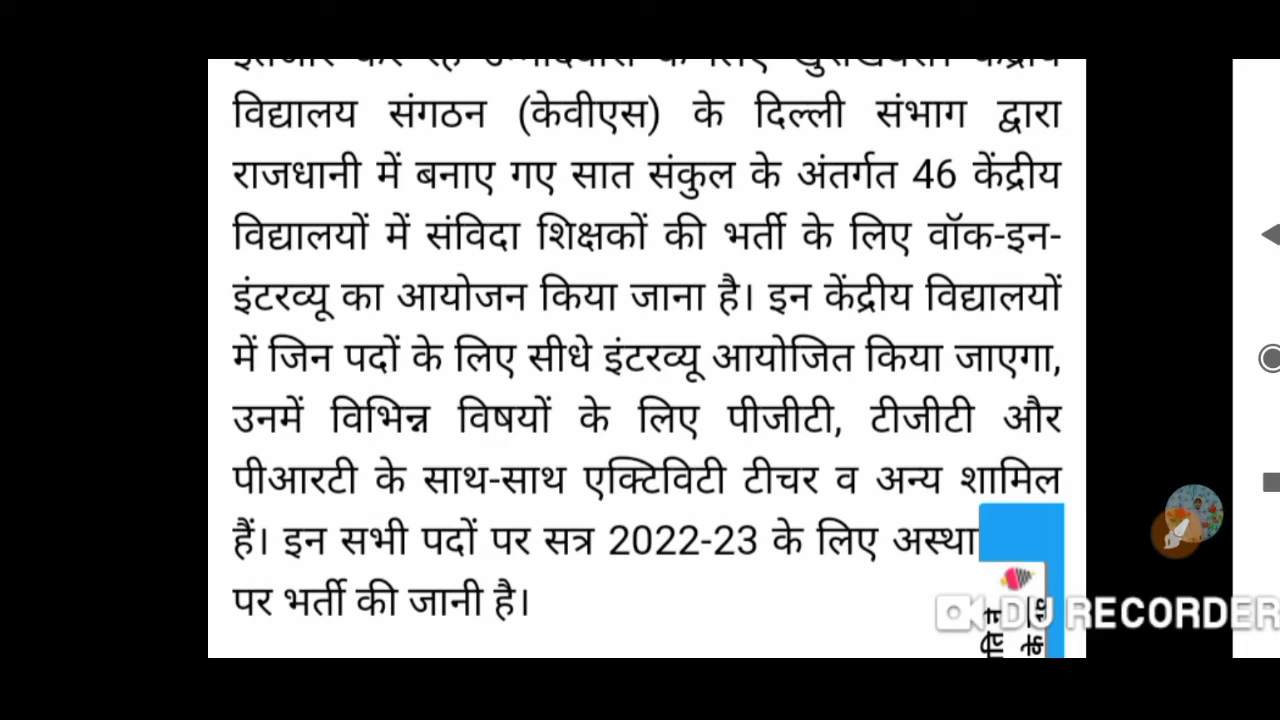 विद्यालय संगठन (केवीएस) के दिल्ली संभाग द्वारा
राजधानी में बनाए गए सात संकुल के अंतर्गत 46 केंद्रीय
विद्यालयों में संविदा शिक्षकों की भर्ती के लिए वॉक-इन-
इंटरव्यू का आयोजन किया जाना है। इन केंद्रीय विद्यालयों
में जिन पदों के लिए सीधे इंटरव्यू आयोजित किया जाएगा,
उनमें विभिन्न विषयों के लिए पीजीटी, टीजीटी और
पीआरटी के साथ-साथ एक्टिविटी टीचर व अन्य शामिल
हैं। इन सभी पदों पर सत्र 2022-23 के लिए अस्था
पर भर्ती की जानी है।
DU RECORDER